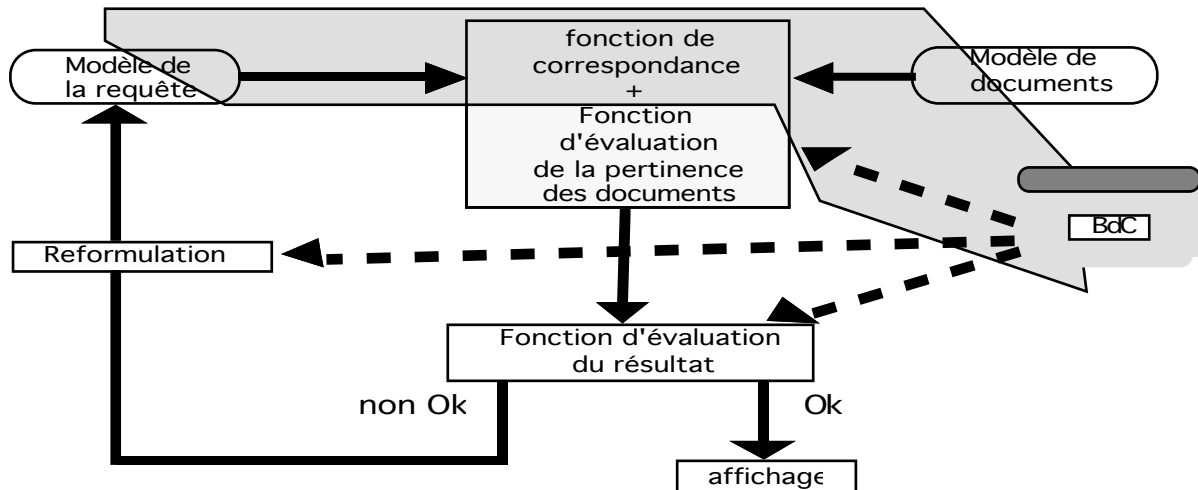 fonction de
correspondance
+
Fonction
d'évaluation
de la pertinence
des documents
Modèle de
la requête
Modèle de
documents
BdC
Reformulation
Fonction d'évaluation
du résultat
non Ok
Ok
affichage